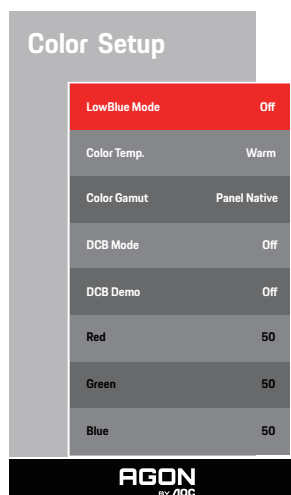 Color Setup
LowBlue Mode Off
Color Temp. Warm
Color Gamut Panel Native
DCB Mode Off
DCB Demo Off
Red 50
Green 50
Blue 50
AGON
BY AOC